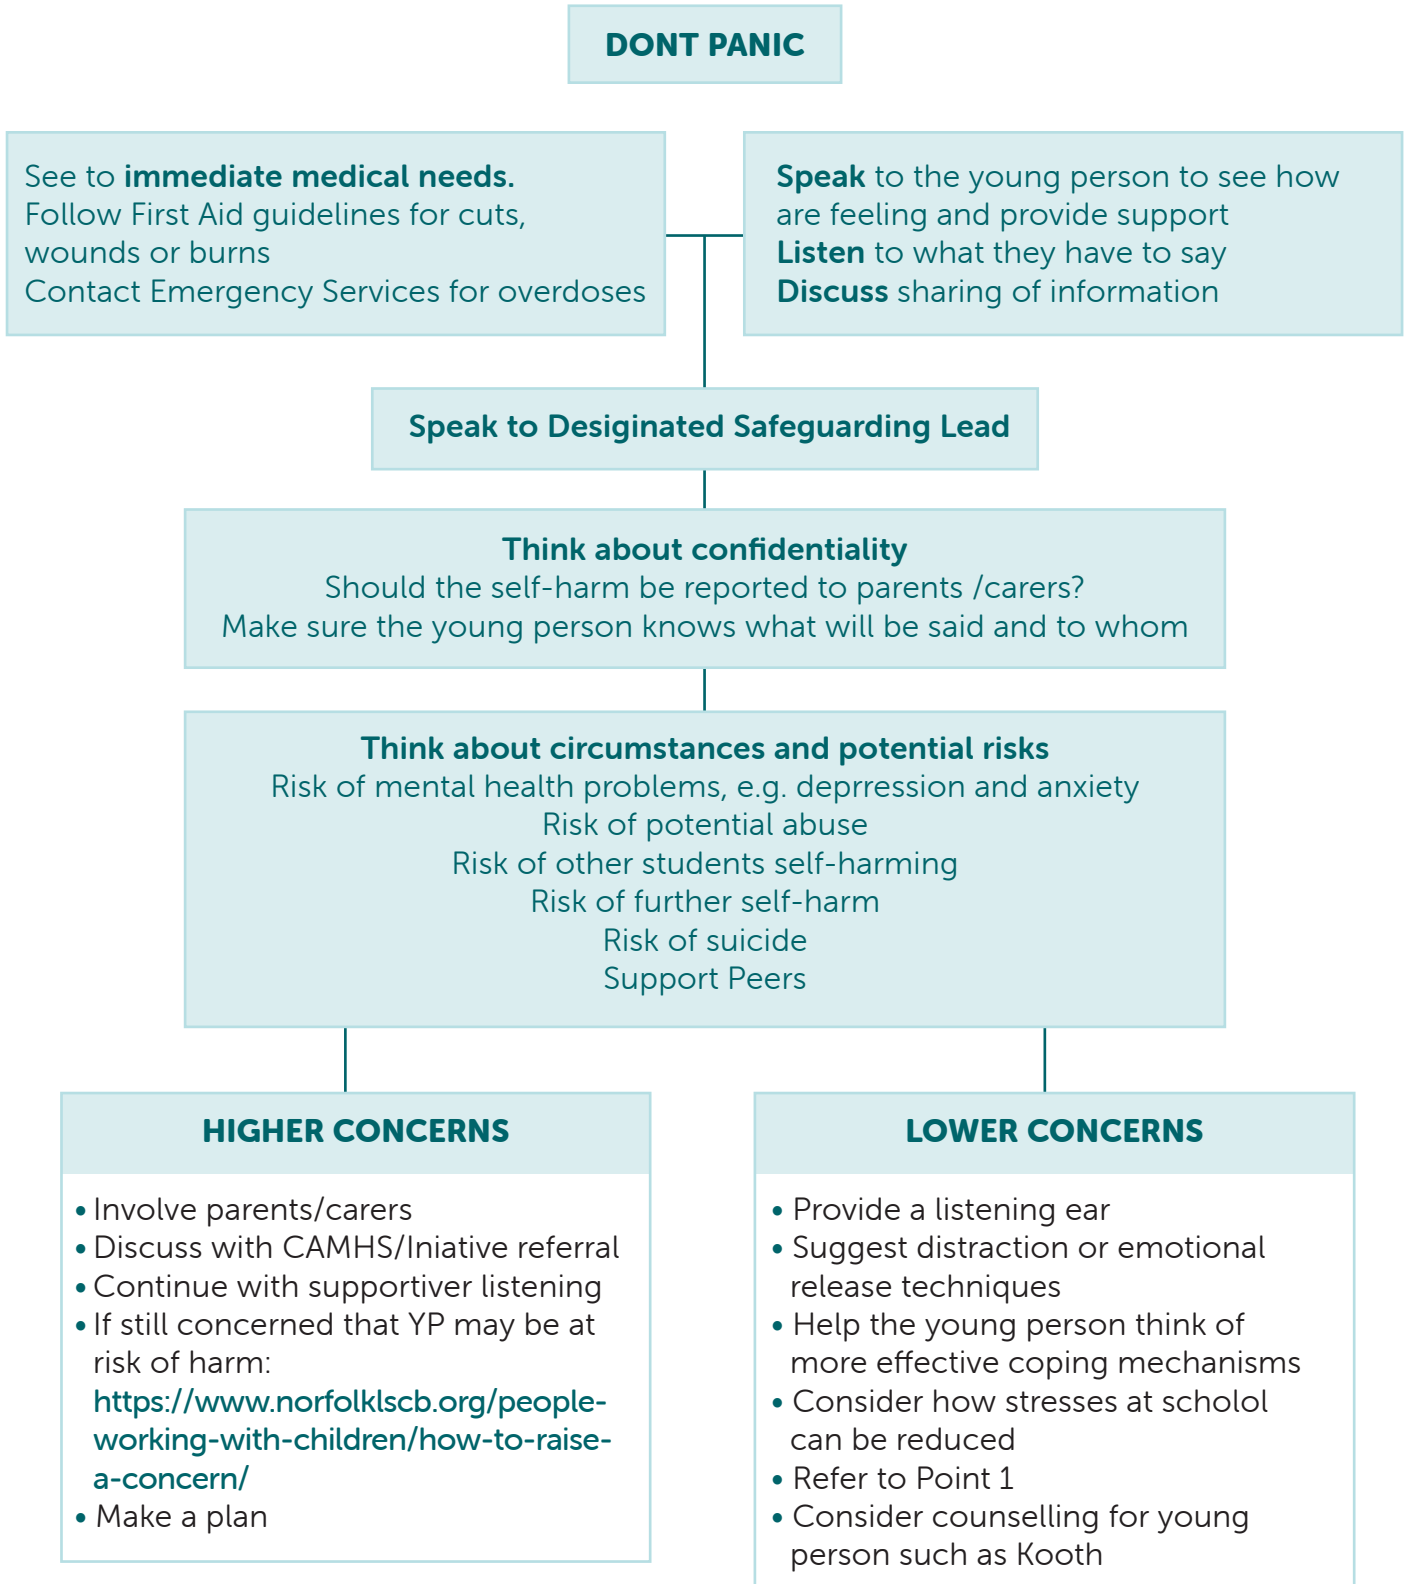 DONT PANIC
See to immediate medical needs.
Follow First Aid guidelines for cuts,
wounds or burns
Contact Emergency Services for overdoses
Speak to the young person to see how
are feeling and provide support
Listen to what they have to say
Discuss sharing of information
Speak to Desiginated Safeguarding Lead
Think about confidentiality
Should the self-harm be reported to parents /carers?
Make sure the young person knows what will be said and to whom
Think about circumstances and potential risks
Risk of mental health problems, e.g. deprression and anxiety
Risk of potential abuse
Risk of other students self-harming
Risk of further self-harm
Risk of suicide
Support Peers
HIGHER CONCERNS
• Involve parents/carers
• Discuss with CAMHS/Iniative referral
• Continue with supportiver listening
• If still concerned that YP may be at
risk of harm:
https://www.norfolklscb.org/people-
working-with-children/how-to-raise-
a-concern/
• Make a plan
LOWER CONCERNS
• Provide a listening ear
• Suggest distraction or emotional
release techniques
• Help the young person think of
more effective coping mechanisms
• Consider how stresses at scholol
can be reduced
• Refer to Point 1
• Consider counselling for young
person such as Kooth